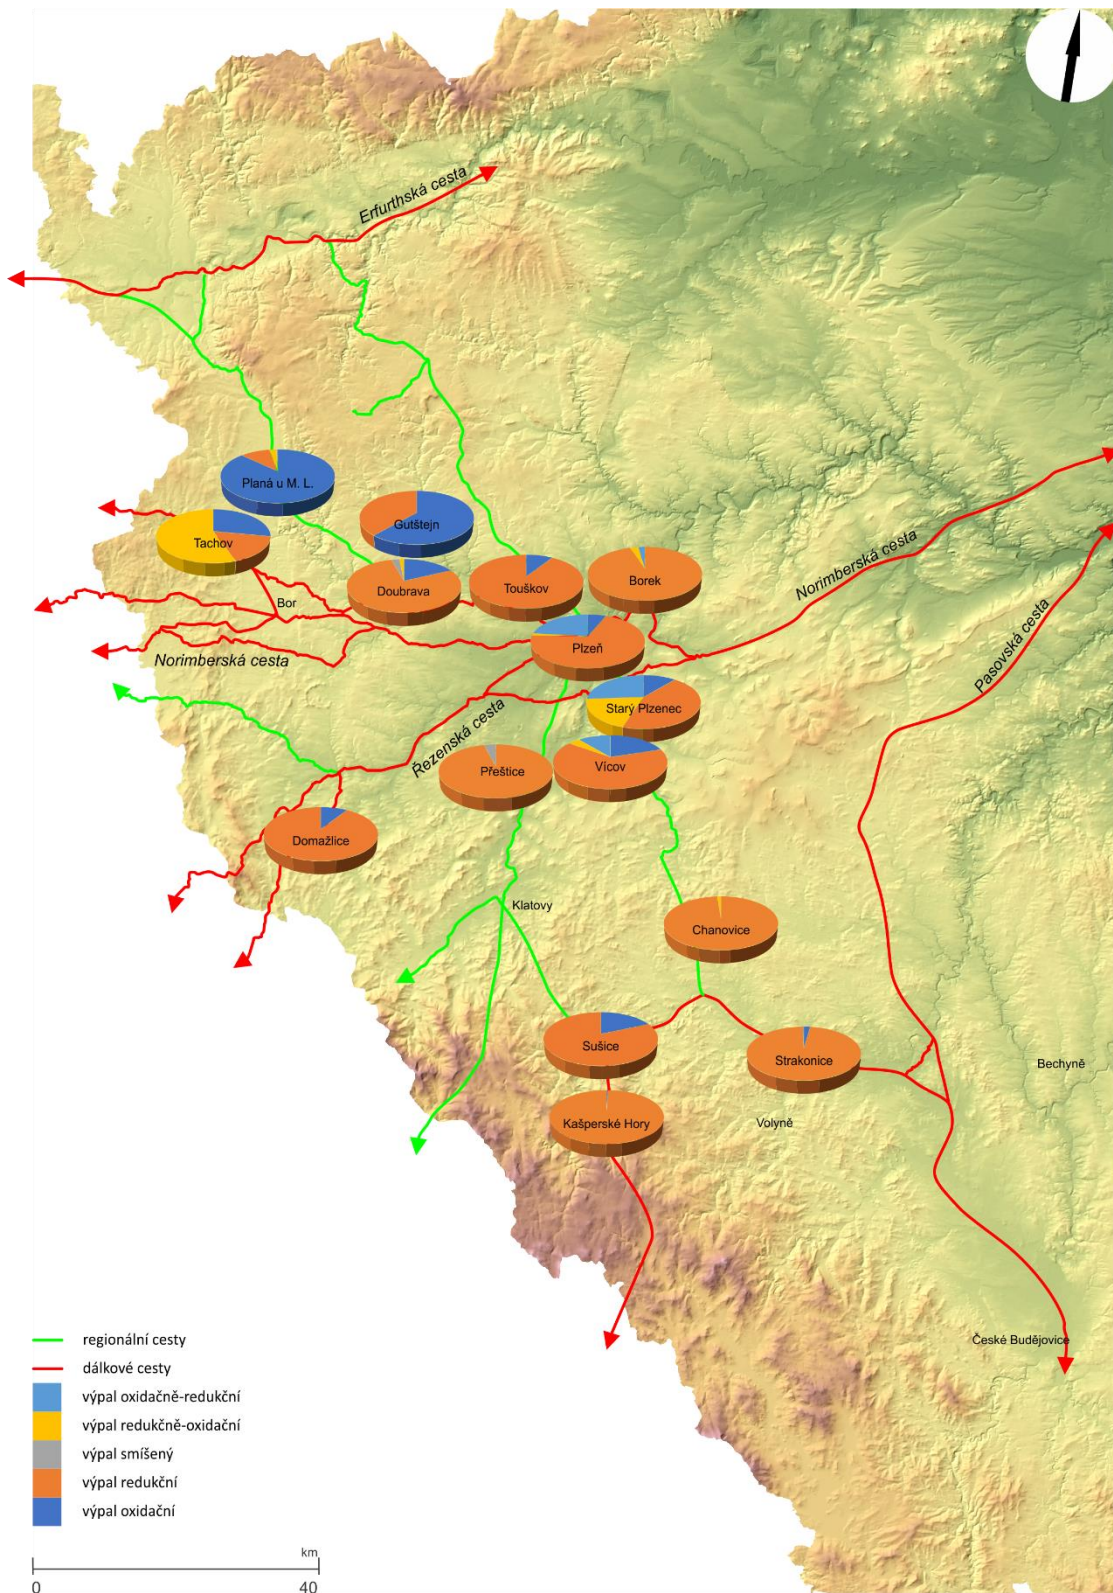 Erfurthská cesta
Planá u M. L.
Gutštejn
Tachov
Doubrava
Touškov
Borek
Norimberská cesta
Bor
Plzeň
Norimberská cesta
Pasovská cesta
Starý Plzenec
Řezenská cesta
Přeštice
Vícov
Domažlice
Klatovy
Chanovice
Sušice
Strakonice
Bechyně
Kašperské Hory
Volyně
České Budějovice
regionální cesty
dálkové cesty
výpal oxidačně-redukční
výpal redukčně-oxidační
výpal smíšený
výpal redukční
výpal oxidační
km
0 40